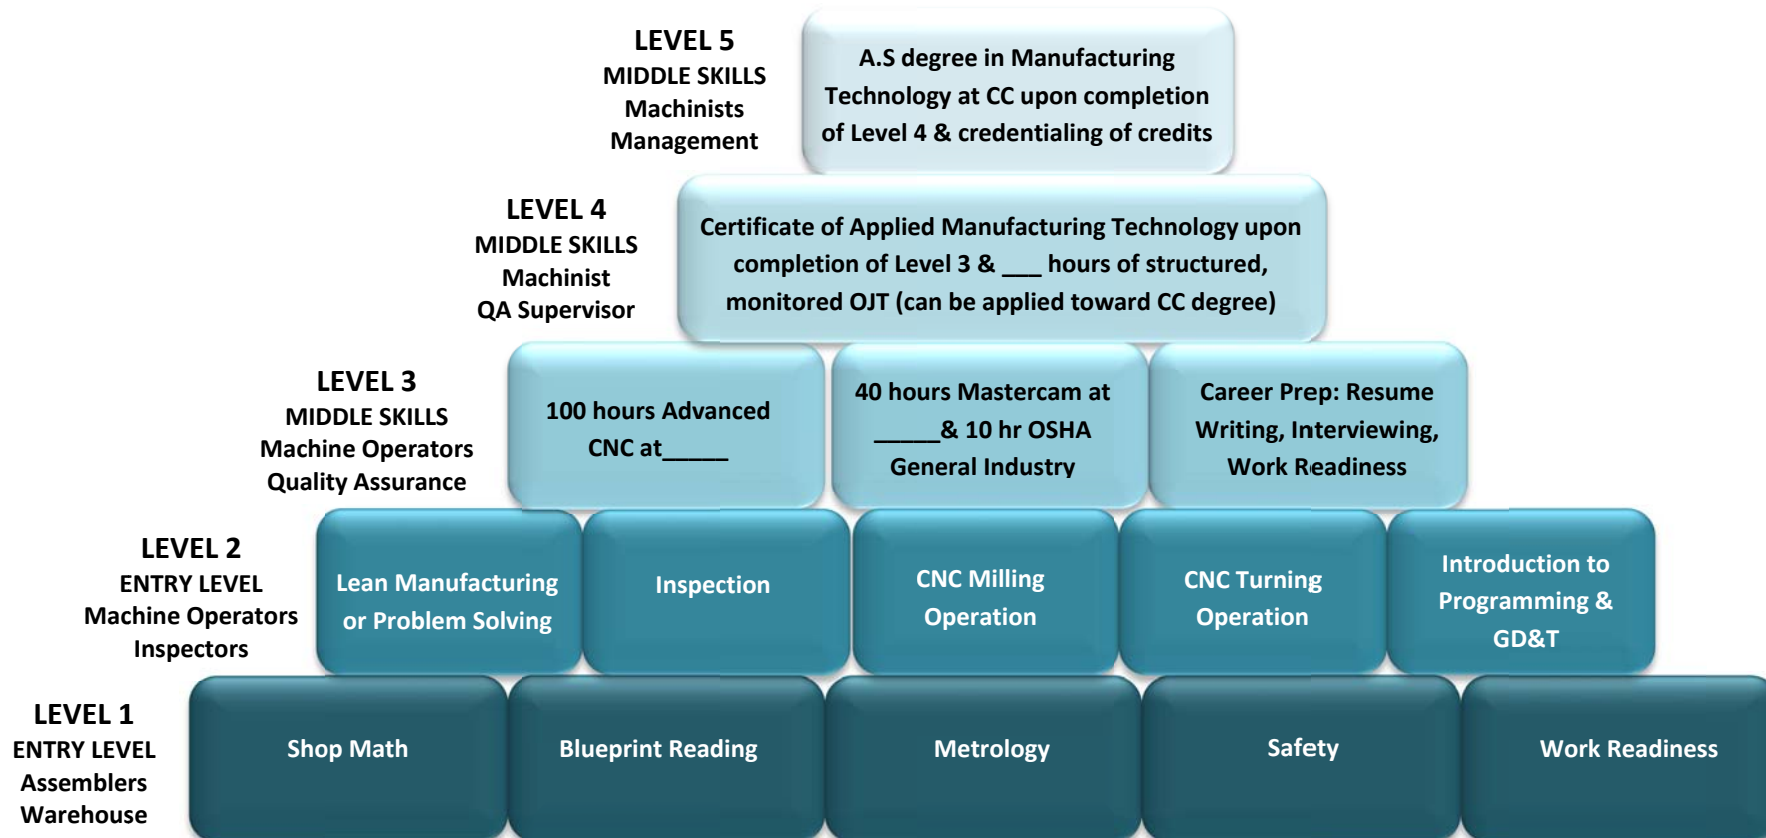 LEVEL 5
MIDDLE SKILLS
Machinists
Management
A.S degree in Manufacturing
Technology at CC upon completion
of Level 4 & credentialing of credits
LEVEL 4
MIDDLE SKILLS
Machinist
QA Supervisor
Certificate of Applied Manufacturing Technology upon
completion of Level 3 & ___ hours of structured,
monitored OJT (can be applied toward CC degree)
LEVEL 3
MIDDLE SKILLS
Machine Operators
Quality Assurance
100 hours Advanced
CNC at_____
40 hours Mastercam at
_____& 10 hr OSHA
General Industry
Career Prep: Resume
Writing, Interviewing,
Work Readiness
LEVEL 2
ENTRY LEVEL
Machine Operators
Inspectors
Lean Manufacturing
or Problem Solving
Inspection
CNC Milling
Operation
CNC Turning
Operation
Introduction to
Programming &
GD&T
LEVEL 1
ENTRY LEVEL
Assemblers
Warehouse
Shop Math
Blueprint Reading
Metrology
Safety
Work Readiness